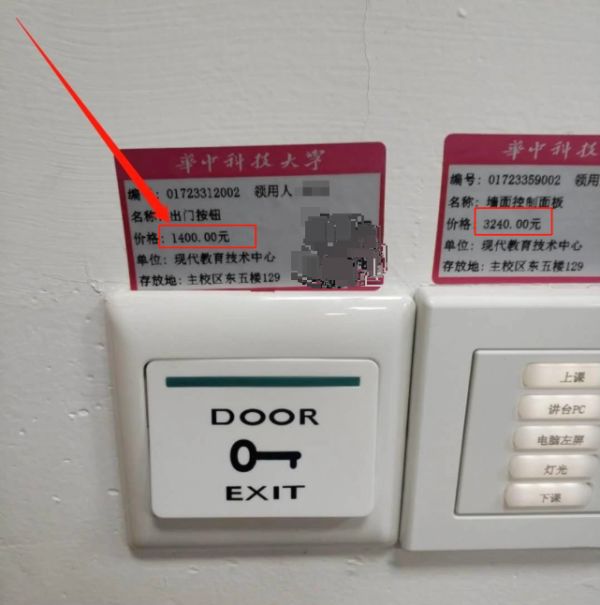 华中科技大学
编号: 01723312002 领用人
名称: 出门按钮
价格: 1400.00元
单位: 现代教育技术中心
存放地: 主校区东五楼129
华中科技
编号: 01723359002 领用
名称: 墙面控制面板
价格 3240.00元
单位: 现代教育技术中心
存放地: 主校区东五楼129
DOOR
EXIT
上课
讲台PC
电脑左屏
灯光
下课